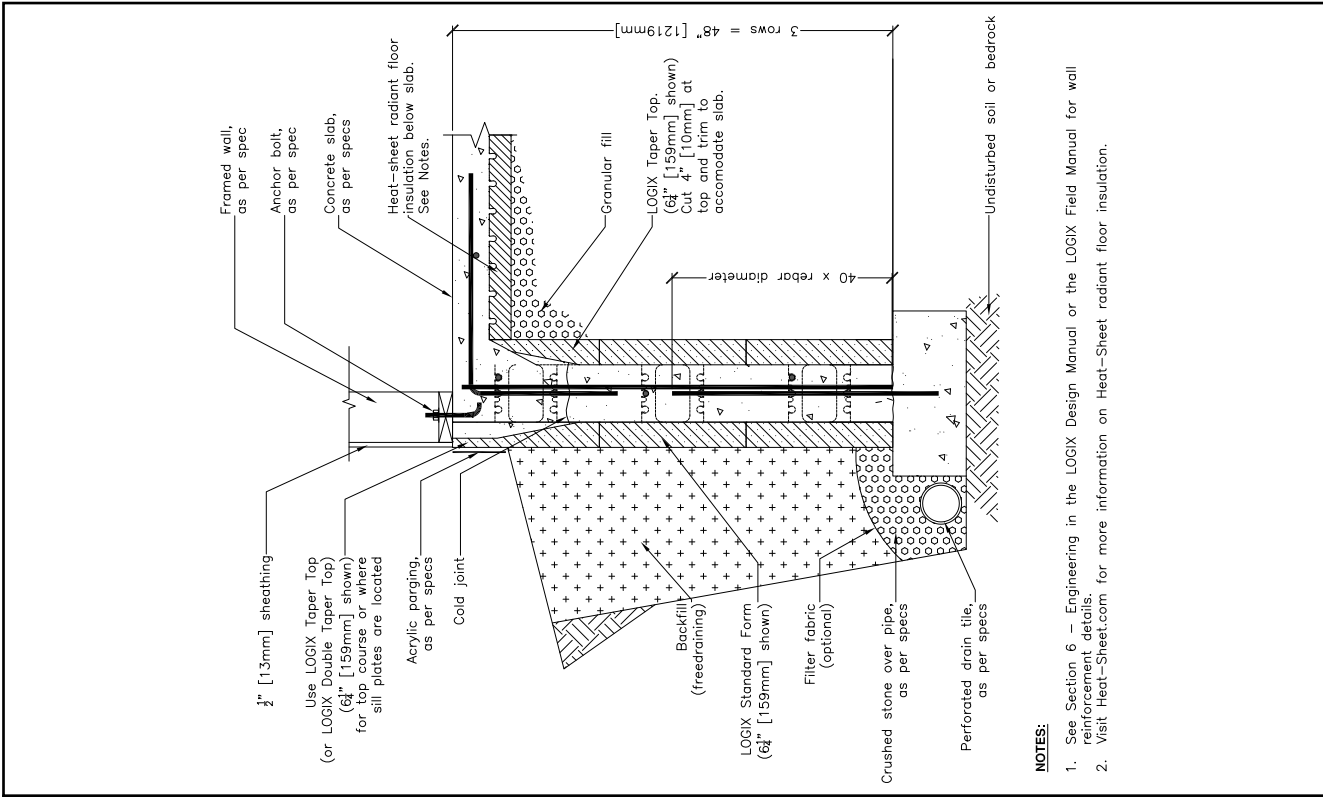 Framed wall,
as per spec
Anchor bolt,
as per spec
Concrete slab,
as per specs
Heat-sheet radiant floor
insulation below slab.
See Notes.
Granular fill
LOGIX Taper Top.
(6¼" [159mm] shown)
Cut 4" [10mm] at
top and trim to
accomodate slab.
Undisturbed soil or bedrock
3 rows = 48" [1219mm]
40 x rebar diameter
½" [13mm] sheathing
Use LOGIX Taper Top
(or LOGIX Double Taper Top)
(6¼" [159mm] shown)
for top course or where
sill plates are located
Acrylic parging,
as per specs
Cold joint
Backfill
(freedraining)
LOGIX Standard Form
(6¼" [159mm] shown)
Filter fabric
(optional)
Crushed stone over pipe,
as per specs
Perforated drain tile,
as per specs
NOTES:
1. See Section 6 – Engineering in the LOGIX Design Manual or the LOGIX Field Manual for wall
reinforcement details.
2. Visit Heat-Sheet.com for more information on Heat-Sheet radiant floor insulation.